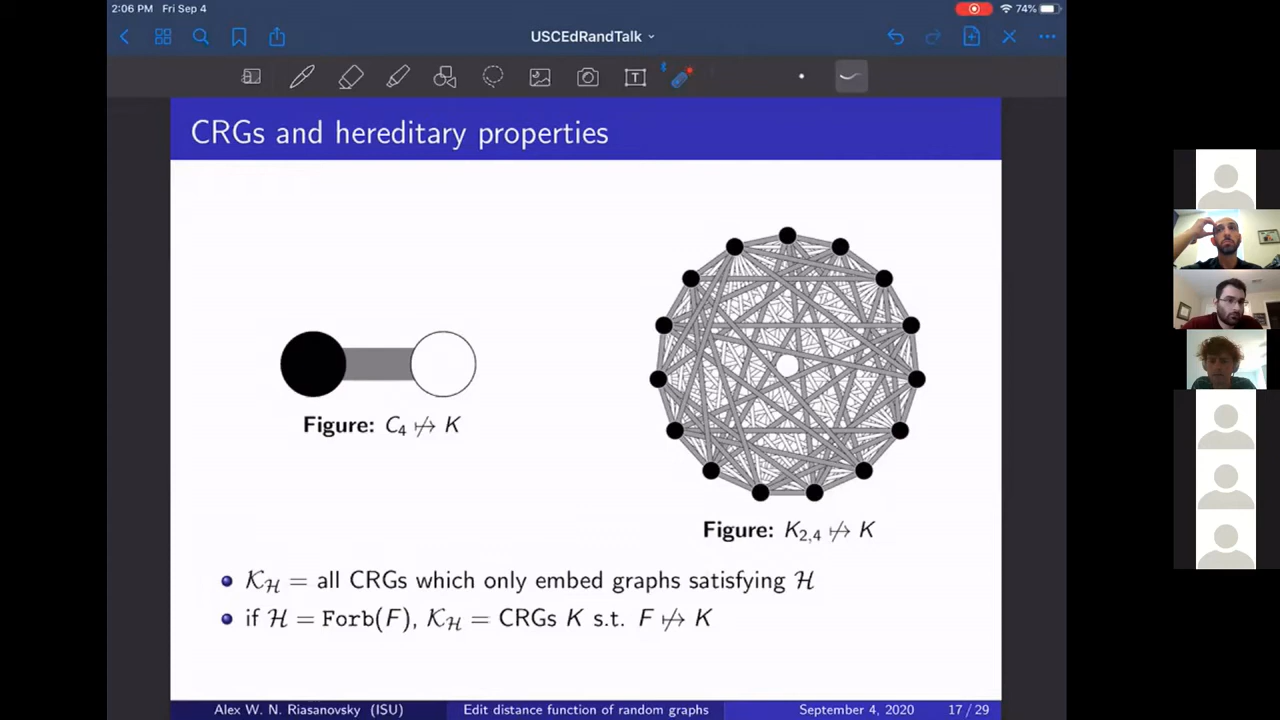 2:06 PM Fri Sep 4
74%
USCEdRandTalk
T
CRGs and hereditary properties
Figure: C₄ ↦̸ K
Figure: K₂,₄ ↦̸ K
𝒦_ℋ = all CRGs which only embed graphs satisfying ℋ
if ℋ = Forb(F), 𝒦_ℋ = CRGs K s.t. F ↦̸ K
Alex W. N. Riasanovsky (ISU) Edit distance function of random graphs September 4, 2020 17 / 29